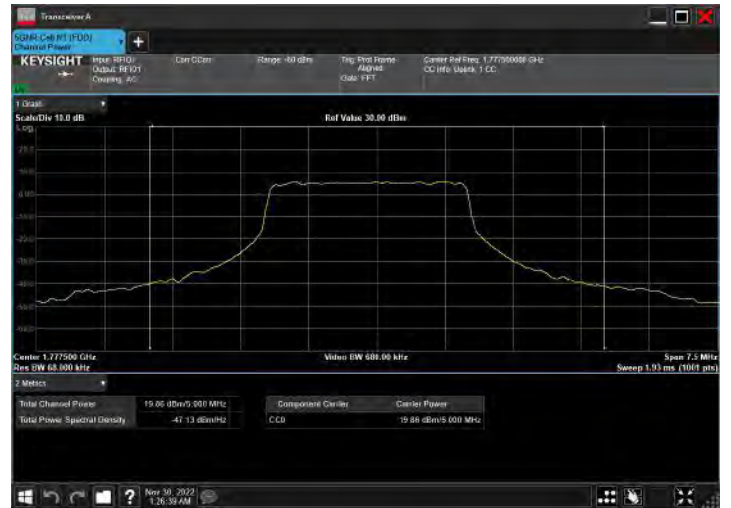 Transceiver A
5GNR Cell N1 (FDD)
Channel Power
KEYSIGHT
Input: RFIO1
Output: RFIO1
Coupling: AC
Corr CCorr
Range: -60 dBm
Trig: Prot Frame
Aligned
Gate: FFT
Carrier Ref Freq: 1.777500000 GHz
CC Info: Uplink, 1 CC
1 Graph
Scale/Div 10.0 dB
Ref Value 30.00 dBm
Log
Center 1.777500 GHz
Video BW 680.00 kHz
Span 7.5 MHz
Res BW 68.000 kHz
Sweep 1.93 ms (1001 pts)
2 Metrics
Total Channel Power
19.86 dBm/5.000 MHz
Total Power Spectral Density
-47.13 dBm/Hz
Component Carrier
Carrier Power
CC0
19.86 dBm/5.000 MHz
?
Nov 30, 2022
1:26:39 AM